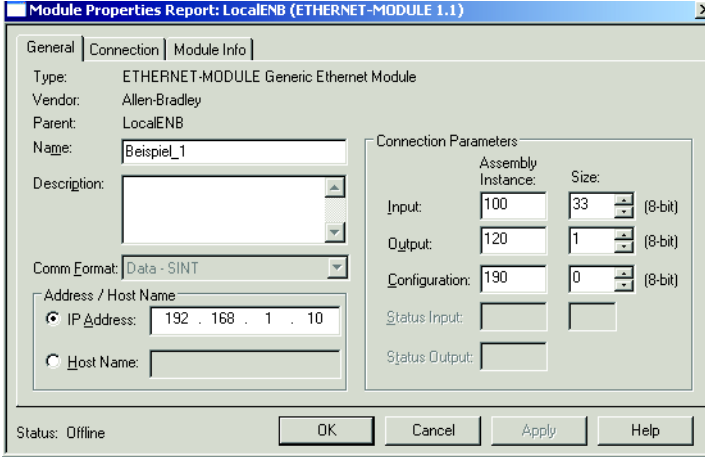 Module Properties Report: LocalENB (ETHERNET-MODULE 1.1)
General Connection Module Info
Type: ETHERNET-MODULE Generic Ethernet Module
Vendor: Allen-Bradley
Parent: LocalENB
Name: Beispiel_1
Description:
Comm Format: Data - SINT
Address / Host Name
IP Address: 192 . 168 . 1 . 10
Host Name:
Connection Parameters
Assembly
Instance: Size:
Input: 100 33 (8-bit)
Output: 120 1 (8-bit)
Configuration: 190 0 (8-bit)
Status Input:
Status Output:
Status: Offline OK Cancel Apply Help